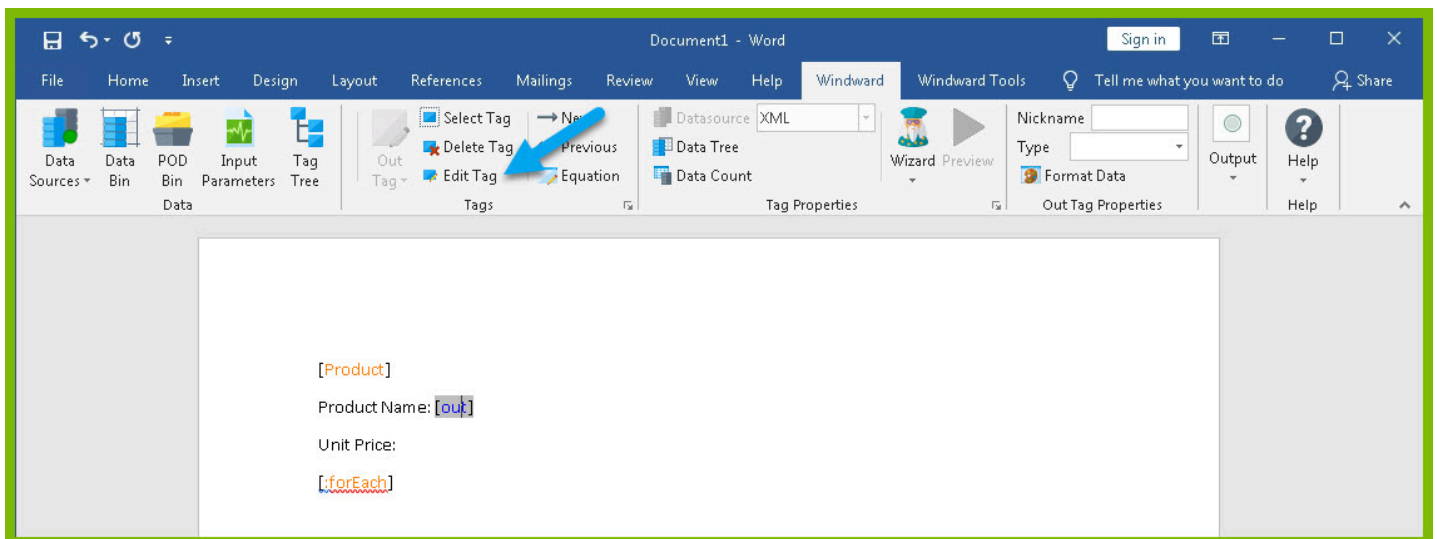 Document1 - Word
Sign in
File Home Insert Design Layout References Mailings Review View Help Windward Windward Tools Tell me what you want to do Share
Select Tag
Delete Tag Previous
Edit Tag Equation
Datasource XML
Data Tree
Data Count
Nickname
Type
Format Data
Data Sources
Data Bin
POD Bin
Input Parameters
Tag Tree
Out Tag
Wizard Preview
Output
Help
Data Tags Tag Properties Out Tag Properties Help
[Product]
Product Name: [out]
Unit Price:
[:forEach]